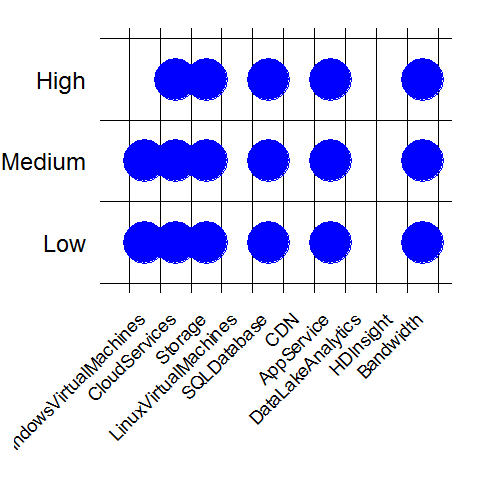 High
Medium
Low
ndowsVirtualMachines
CloudServices
Storage
LinuxVirtualMachines
SQLDatabase
CDN
AppService
DataLakeAnalytics
HDInsight
Bandwidth